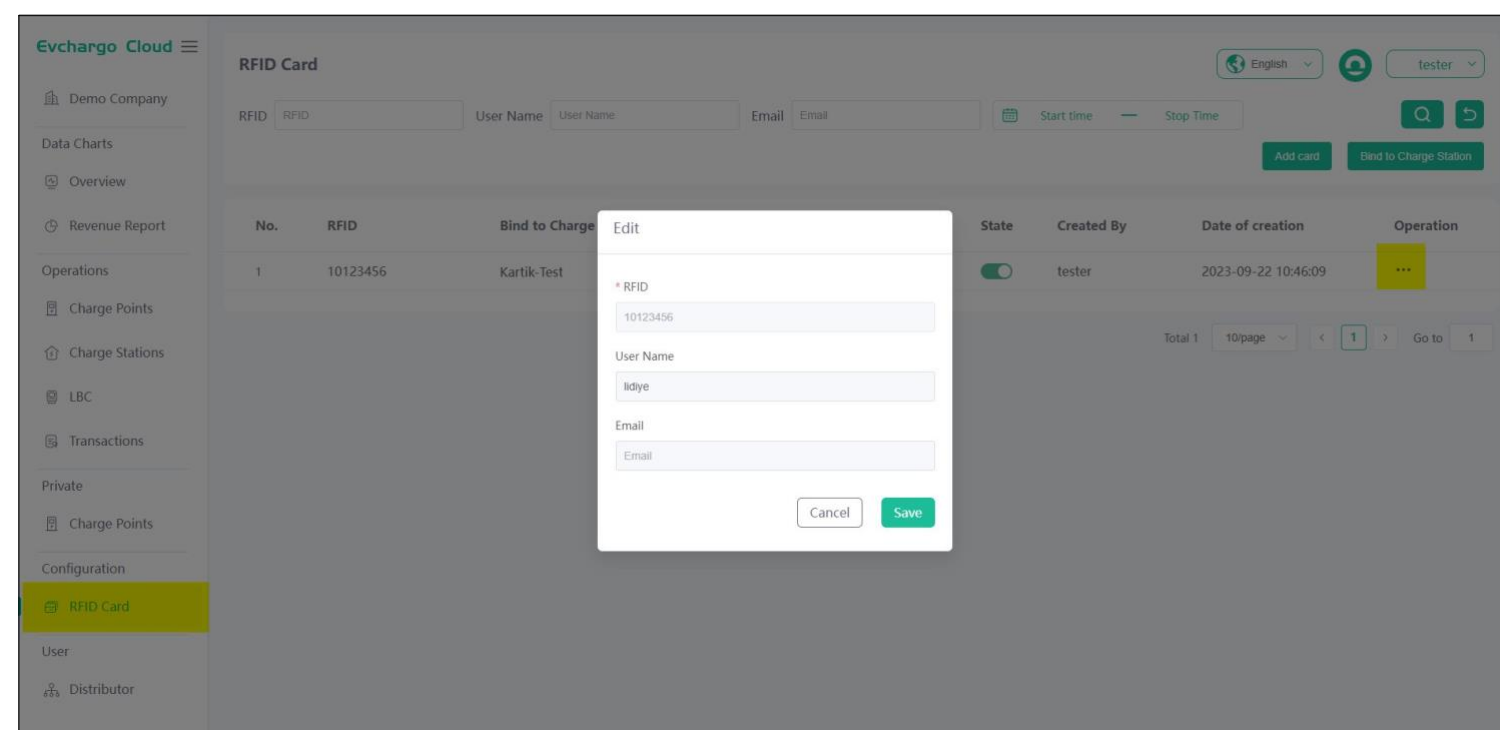 Evchargo Cloud
Demo Company
Data Charts
Overview
Revenue Report
Operations
Charge Points
Charge Stations
LBC
Transactions
Private
Charge Points
Configuration
RFID Card
User
Distributor
RFID Card
English
tester
RFID RFID User Name User Name Email Email Start time — Stop Time
Add card Bind to Charge Station
No. RFID Bind to Charge State Created By Date of creation Operation
1 10123456 Kartik-Test tester 2023-09-22 10:46:09 ...
Total 1 10/page < 1 > Go to 1
Edit
* RFID
10123456
User Name
lidiye
Email
Email
Cancel Save